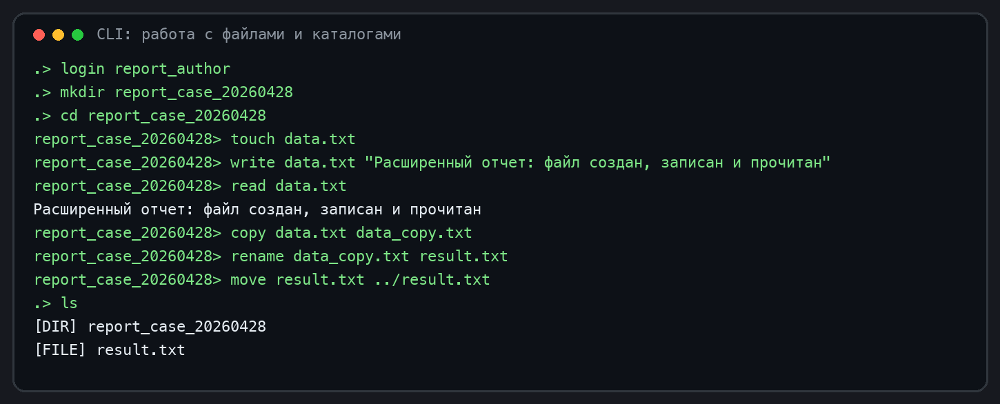 CLI: работа с файлами и каталогами
.> login report_author
.> mkdir report_case_20260428
.> cd report_case_20260428
report_case_20260428> touch data.txt
report_case_20260428> write data.txt "Расширенный отчет: файл создан, записан и прочитан"
report_case_20260428> read data.txt
Расширенный отчет: файл создан, записан и прочитан
report_case_20260428> copy data.txt data_copy.txt
report_case_20260428> rename data_copy.txt result.txt
report_case_20260428> move result.txt ../result.txt
.> ls
[DIR] report_case_20260428
[FILE] result.txt